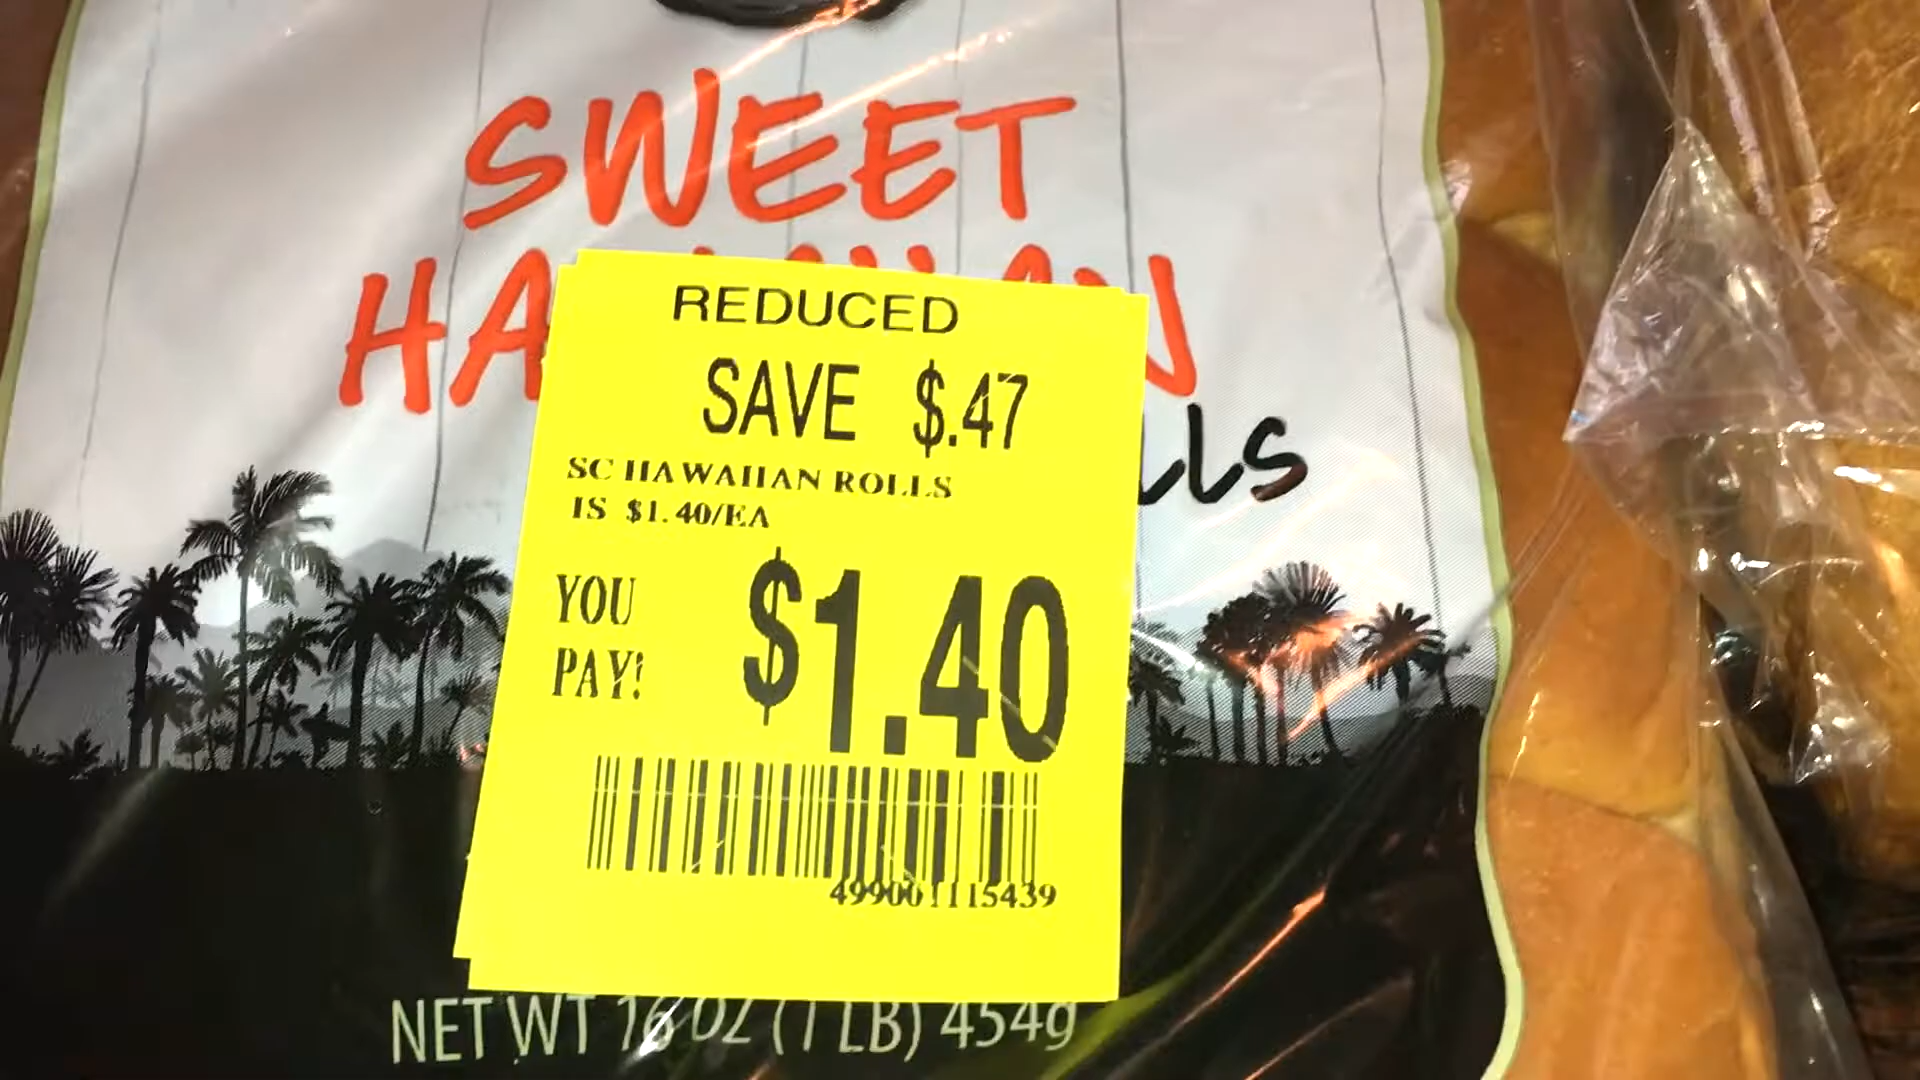 SWEET
REDUCED
SAVE $.47
SC HAWAIIAN ROLLS
IS $1.40/EA
YOU
PAY!
$1.40
499001115439
NET WT 16 OZ (1 LB) 454g